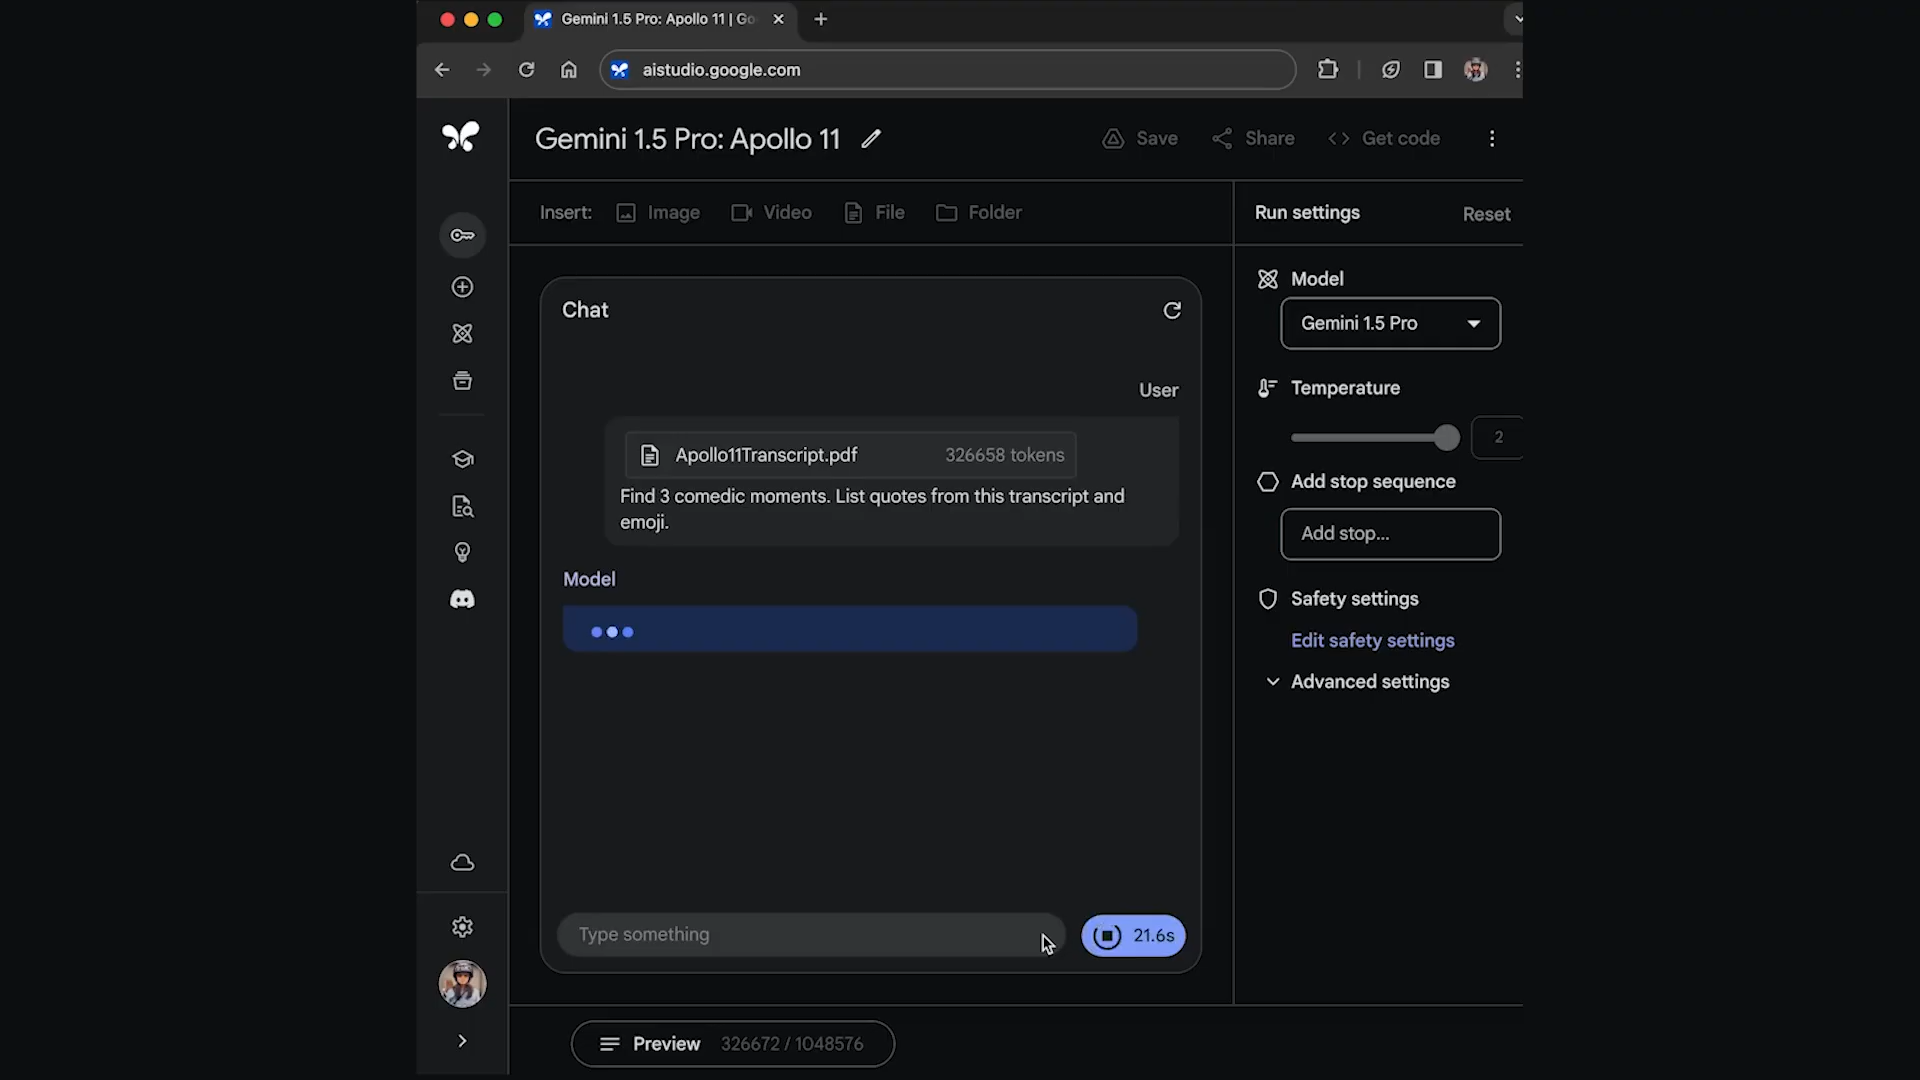 Gemini 1.5 Pro: Apollo 11 | Go
aistudio.google.com
Gemini 1.5 Pro: Apollo 11
Save
Share
Get code
Insert:
Image
Video
File
Folder
Run settings
Reset
Chat
User
Apollo11Transcript.pdf
326658 tokens
Find 3 comedic moments. List quotes from this transcript and
emoji.
Model
Type something
21.6s
Preview
326672 / 1048576
Model
Gemini 1.5 Pro
Temperature
2
Add stop sequence
Add stop...
Safety settings
Edit safety settings
Advanced settings